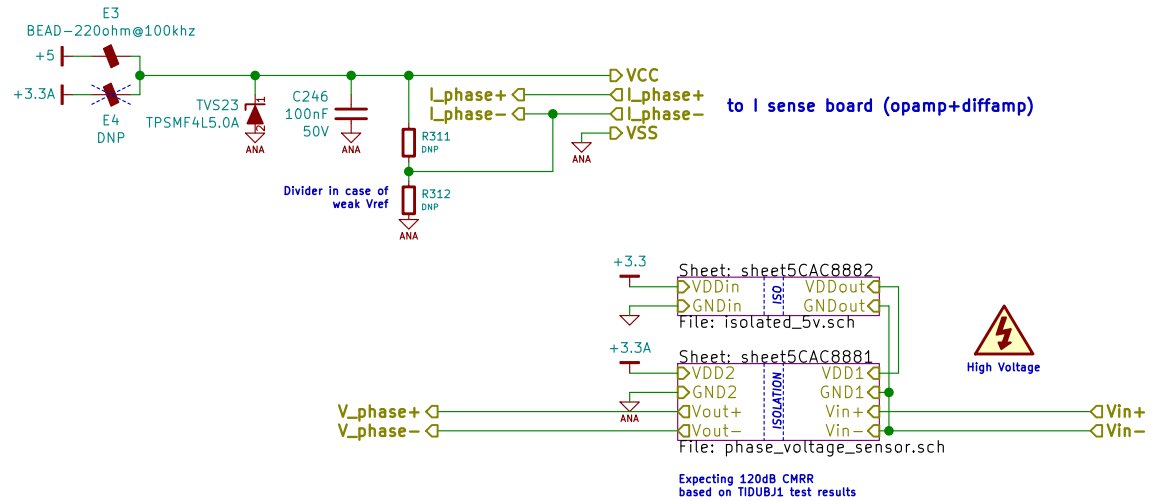 E3
BEAD-220ohm@100khz
+5
+3.3A
E4
DNP
TVS23
TPSMF4L5.0A
1
2
ANA
C246
100nF
50V
ANA
R311
DNP
R312
DNP
ANA
Divider in case of
weak Vref
VCC
I_phase+ I_phase+
I_phase- I_phase-
VSS
ANA
to I sense board (opamp+diffamp)
+3.3
Sheet: sheet5CAC8882
VDDin ISO VDDout
GNDin GNDout
File: isolated_5v.sch
High Voltage
+3.3A
Sheet: sheet5CAC8881
VDD2 ISOLATION VDD1
GND2 GND1
ANA
V_phase+ Vout+ Vin+ Vin+
V_phase- Vout- Vin- Vin-
File: phase_voltage_sensor.sch
Expecting 120dB CMRR
based on TIDUBJ1 test results